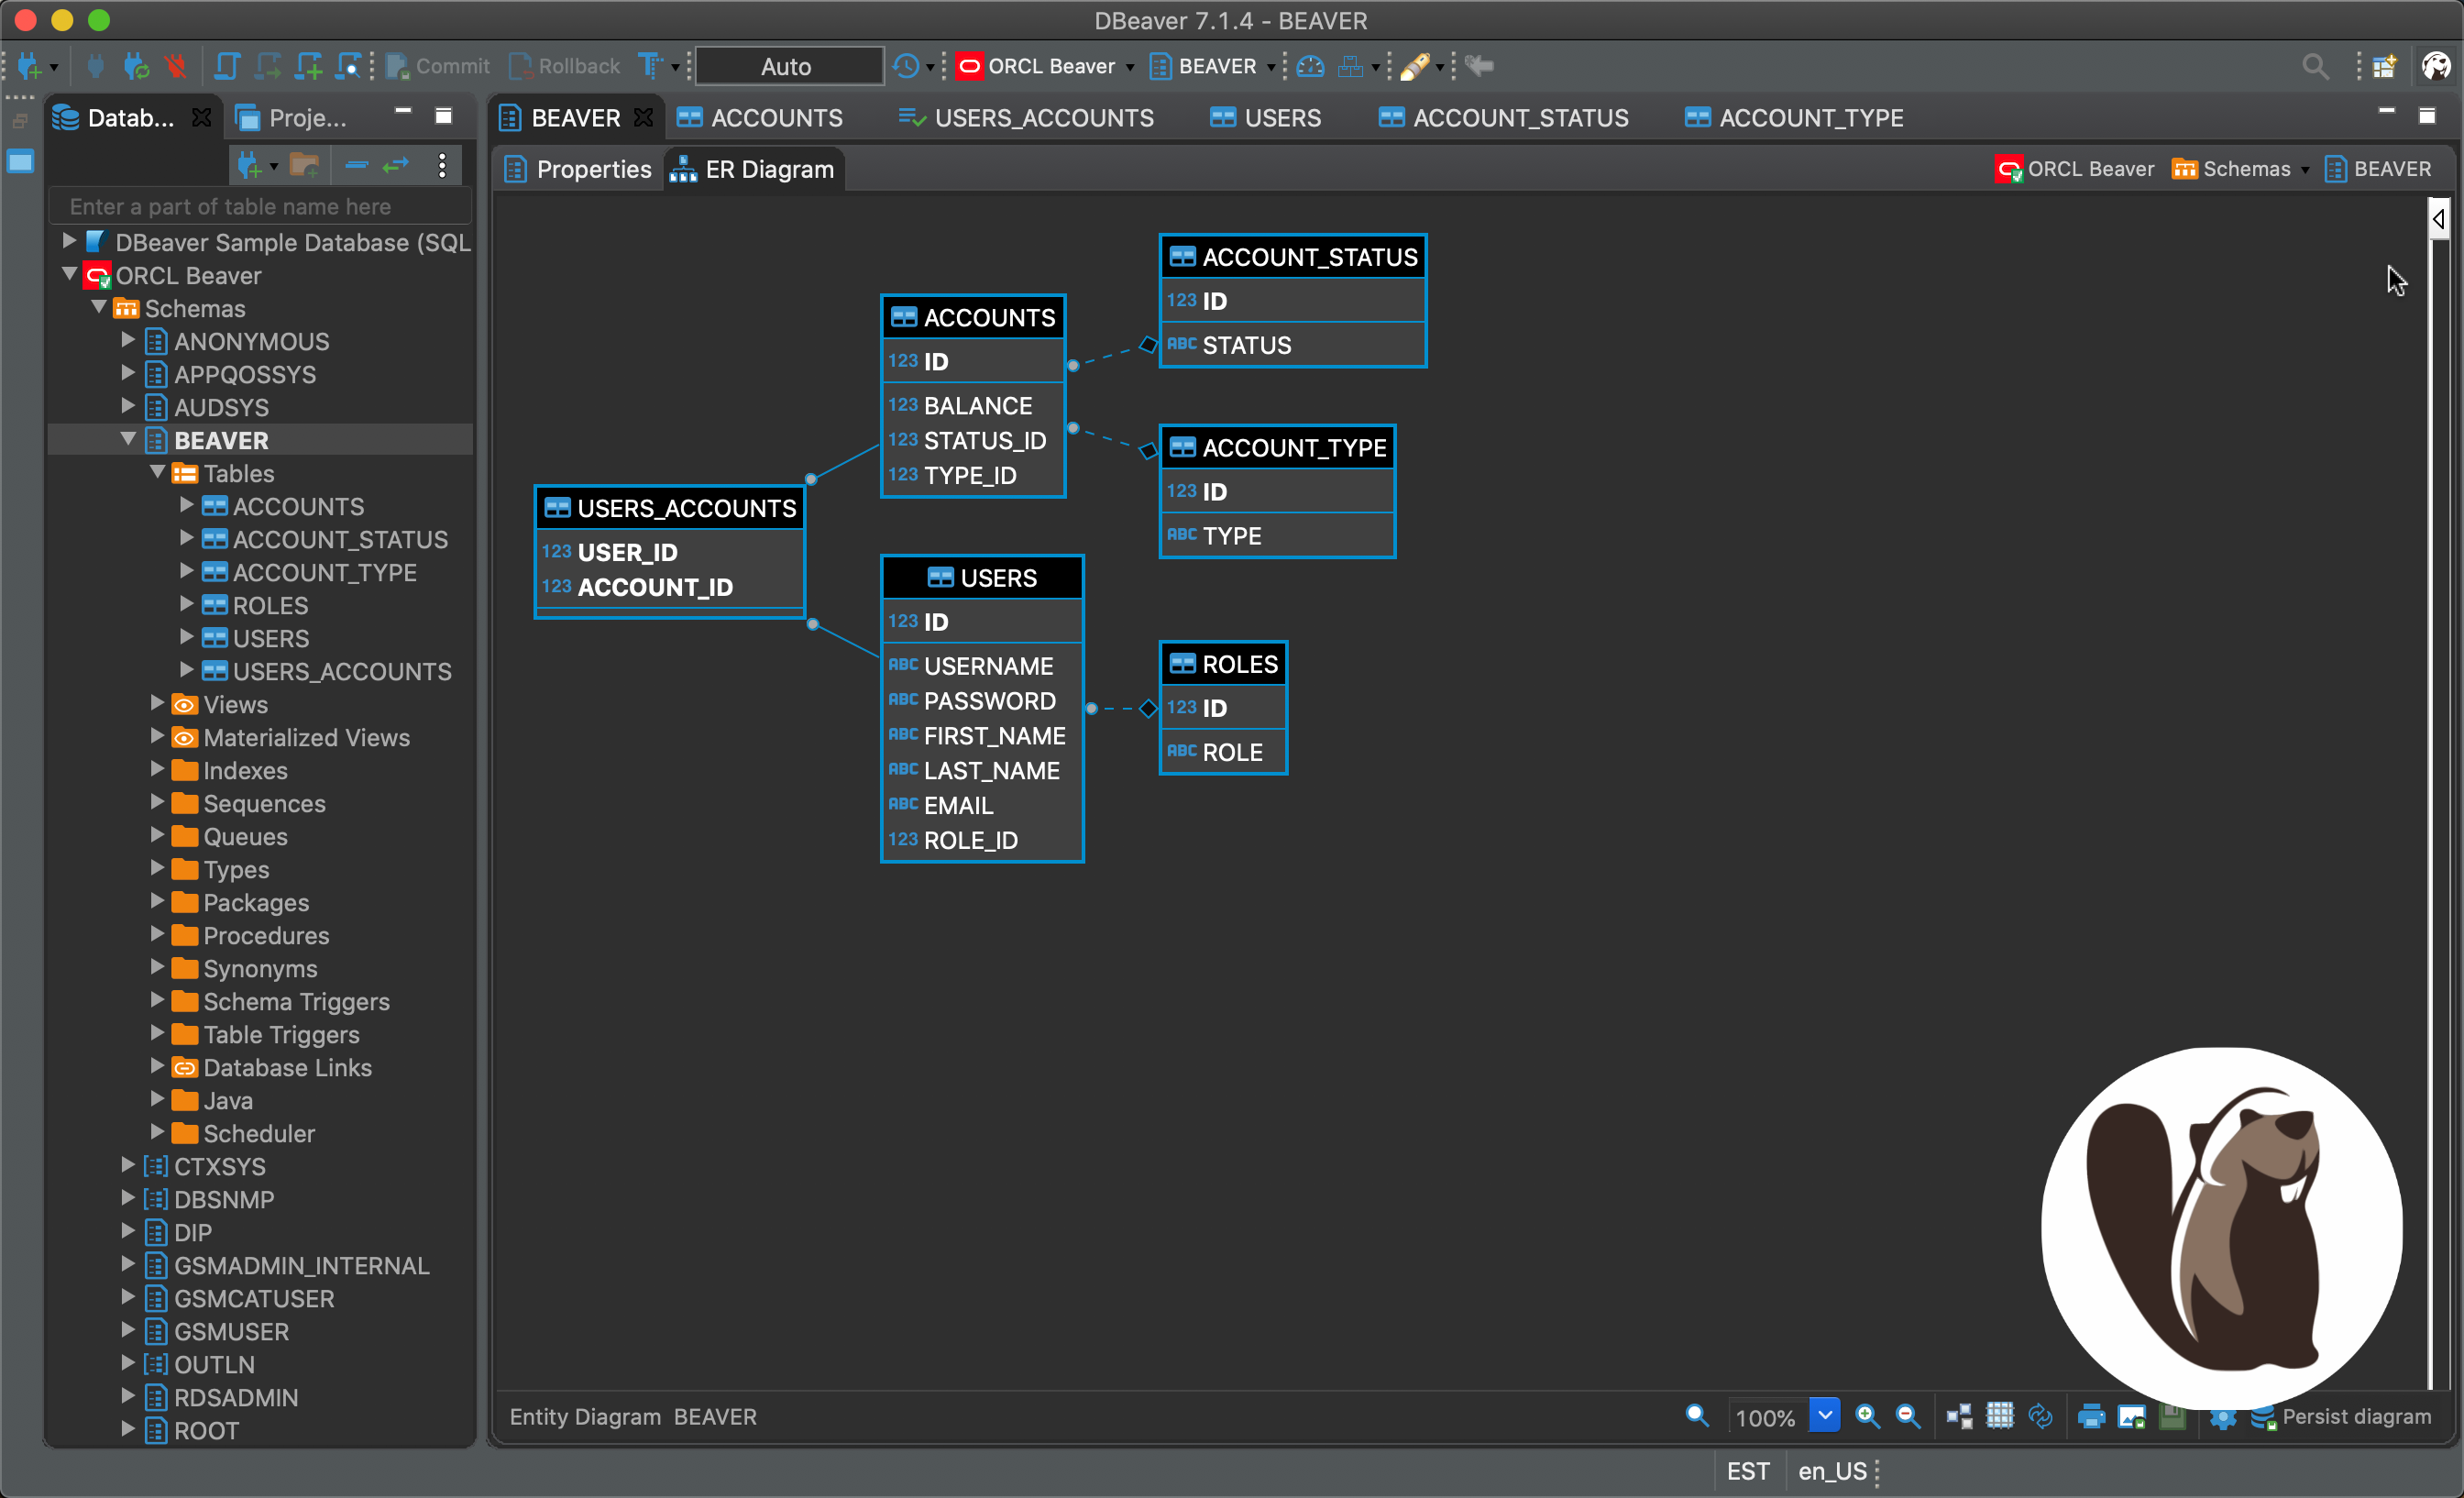 DBeaver 7.1.4 - BEAVER
Commit
Rollback
Auto
ORCL Beaver
BEAVER
Datab...
Proje...
BEAVER
ACCOUNTS
USERS_ACCOUNTS
USERS
ACCOUNT_STATUS
ACCOUNT_TYPE
Properties
ER Diagram
ORCL Beaver
Schemas
BEAVER
Enter a part of table name here
DBeaver Sample Database (SQL
ORCL Beaver
Schemas
ANONYMOUS
APPQOSSYS
AUDSYS
BEAVER
Tables
ACCOUNTS
ACCOUNT_STATUS
ACCOUNT_TYPE
ROLES
USERS
USERS_ACCOUNTS
Views
Materialized Views
Indexes
Sequences
Queues
Types
Packages
Procedures
Synonyms
Schema Triggers
Table Triggers
Database Links
Java
Scheduler
CTXSYS
DBSNMP
DIP
GSMADMIN_INTERNAL
GSMCATUSER
GSMUSER
OUTLN
RDSADMIN
ROOT
USERS_ACCOUNTS
123 USER_ID
123 ACCOUNT_ID
ACCOUNTS
123 ID
123 BALANCE
123 STATUS_ID
123 TYPE_ID
USERS
123 ID
ABC USERNAME
ABC PASSWORD
ABC FIRST_NAME
ABC LAST_NAME
ABC EMAIL
123 ROLE_ID
ACCOUNT_STATUS
123 ID
ABC STATUS
ACCOUNT_TYPE
123 ID
ABC TYPE
ROLES
123 ID
ABC ROLE
Entity Diagram BEAVER
100%
Persist diagram
EST
en_US